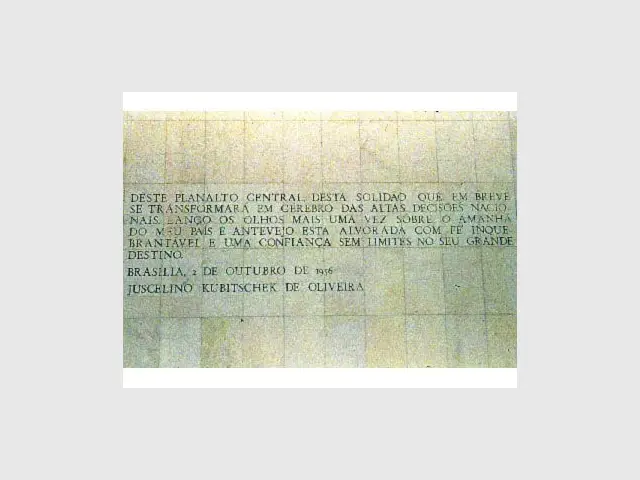 DESTE PLANALTO CENTRAL, DESTA SOLIDÃO QUE EM BREVE
SE TRANSFORMARÁ EM CÉREBRO DAS ALTAS DECISÕES NACIO-
NAIS, LANÇO OS OLHOS MAIS UMA VEZ SÔBRE O AMANHÃ
DO MEU PAÍS E ANTEVEJO ESTA ALVORADA COM FÉ INQUE-
BRANTÁVEL E UMA CONFIANÇA SEM LIMITES NO SEU GRANDE
DESTINO.
BRASÍLIA, 2 DE OUTUBRO DE 1956
JUSCELINO KUBITSCHEK DE OLIVEIRA